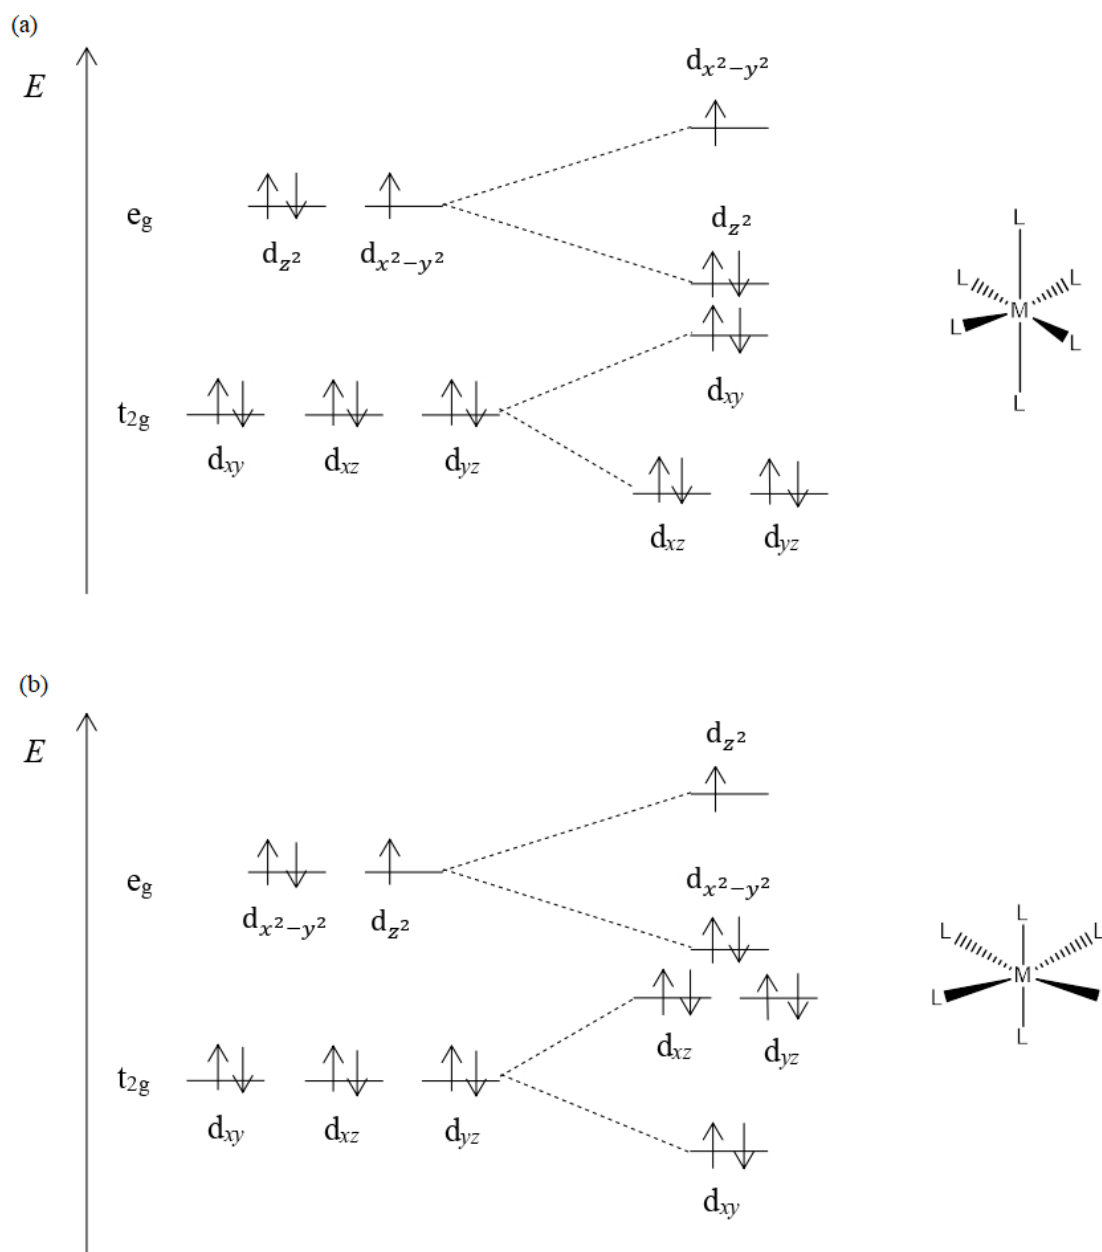 (a)
E
d_{x²−y²}
e_g
d_{z²} d_{x²−y²}
d_{z²}
t_{2g}
d_{xy} d_{xz} d_{yz}
d_{xy}
d_{xz} d_{yz}
L
L L
M
L L
L
(b)
E
d_{z²}
e_g
d_{x²−y²} d_{z²}
d_{x²−y²}
t_{2g}
d_{xy} d_{xz} d_{yz}
d_{xz} d_{yz}
d_{xy}
L
L L
M
L
L